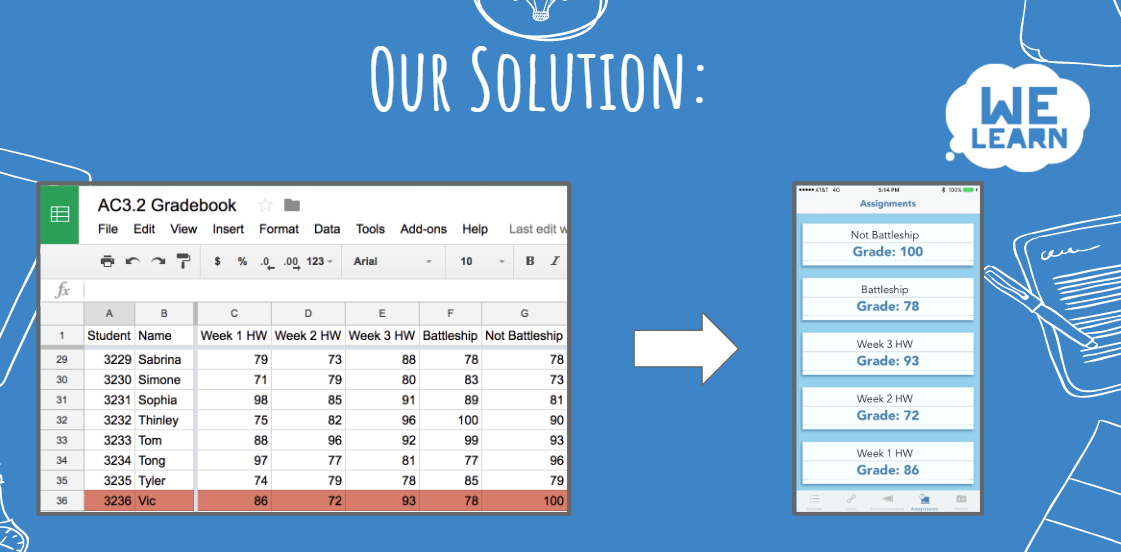 Our Solution:
WE
LEARN
AC3.2 Gradebook
File Edit View Insert Format Data Tools Add-ons Help Last edit w
$ % .0 .00 123 Arial 10 B I
fx
A B C D E F G
1 Student Name Week 1 HW Week 2 HW Week 3 HW Battleship Not Battleship
29 3229 Sabrina 79 73 88 78 78
30 3230 Simone 71 79 80 83 73
31 3231 Sophia 98 85 91 89 81
32 3232 Thinley 75 82 96 100 90
33 3233 Tom 88 96 92 99 93
34 3234 Tong 97 77 81 77 96
35 3235 Tyler 74 79 78 85 79
36 3236 Vic 86 72 93 78 100
AT&T 4G 5:14 PM 100%
Assignments
Not Battleship
Grade: 100
Battleship
Grade: 78
Week 3 HW
Grade: 93
Week 2 HW
Grade: 72
Week 1 HW
Grade: 86
Assignments